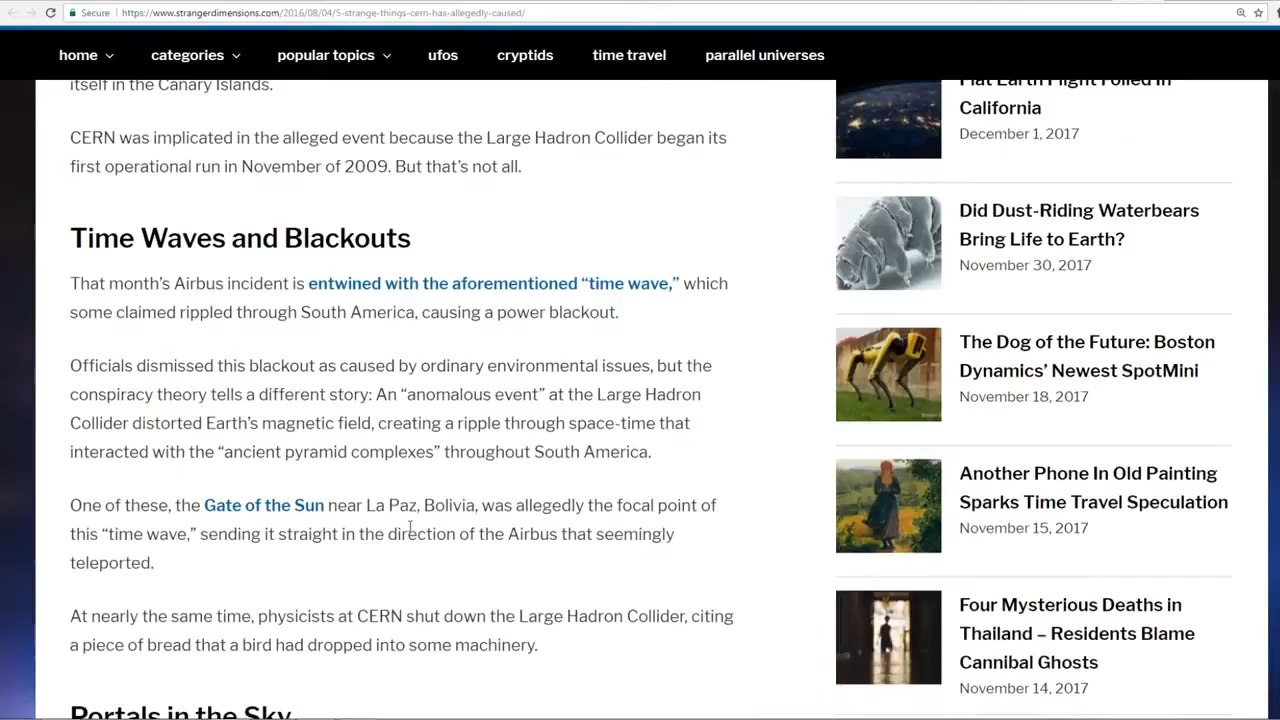 Secure
https://www.strangerdimensions.com/2016/08/04/5-strange-things-cern-has-allegedly-caused/
home categories popular topics ufos cryptids time travel parallel universes
itself in the Canary Islands.
CERN was implicated in the alleged event because the Large Hadron Collider began its
first operational run in November of 2009. But that’s not all.
Time Waves and Blackouts
That month’s Airbus incident is entwined with the aforementioned “time wave,” which
some claimed rippled through South America, causing a power blackout.
Officials dismissed this blackout as caused by ordinary environmental issues, but the
conspiracy theory tells a different story: An “anomalous event” at the Large Hadron
Collider distorted Earth’s magnetic field, creating a ripple through space-time that
interacted with the “ancient pyramid complexes” throughout South America.
One of these, the Gate of the Sun near La Paz, Bolivia, was allegedly the focal point of
this “time wave,” sending it straight in the direction of the Airbus that seemingly
teleported.
At nearly the same time, physicists at CERN shut down the Large Hadron Collider, citing
a piece of bread that a bird had dropped into some machinery.
Portals in the Sky
Flat Earth Flight Foiled in
California
December 1, 2017
Did Dust-Riding Waterbears
Bring Life to Earth?
November 30, 2017
The Dog of the Future: Boston
Dynamics’ Newest SpotMini
November 18, 2017
Another Phone In Old Painting
Sparks Time Travel Speculation
November 15, 2017
Four Mysterious Deaths in
Thailand – Residents Blame
Cannibal Ghosts
November 14, 2017